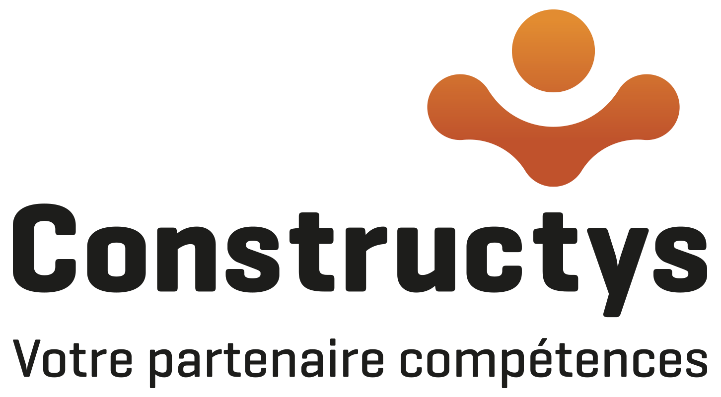 Constructys
Votre partenaire compétences